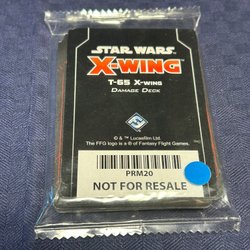 STAR WARS
X-WING
T-65 X-WING
DAMAGE DECK
© & ™ Lucasfilm Ltd.
The FFG logo is a ® of Fantasy Flight Games.
PRM20
NOT FOR RESALE